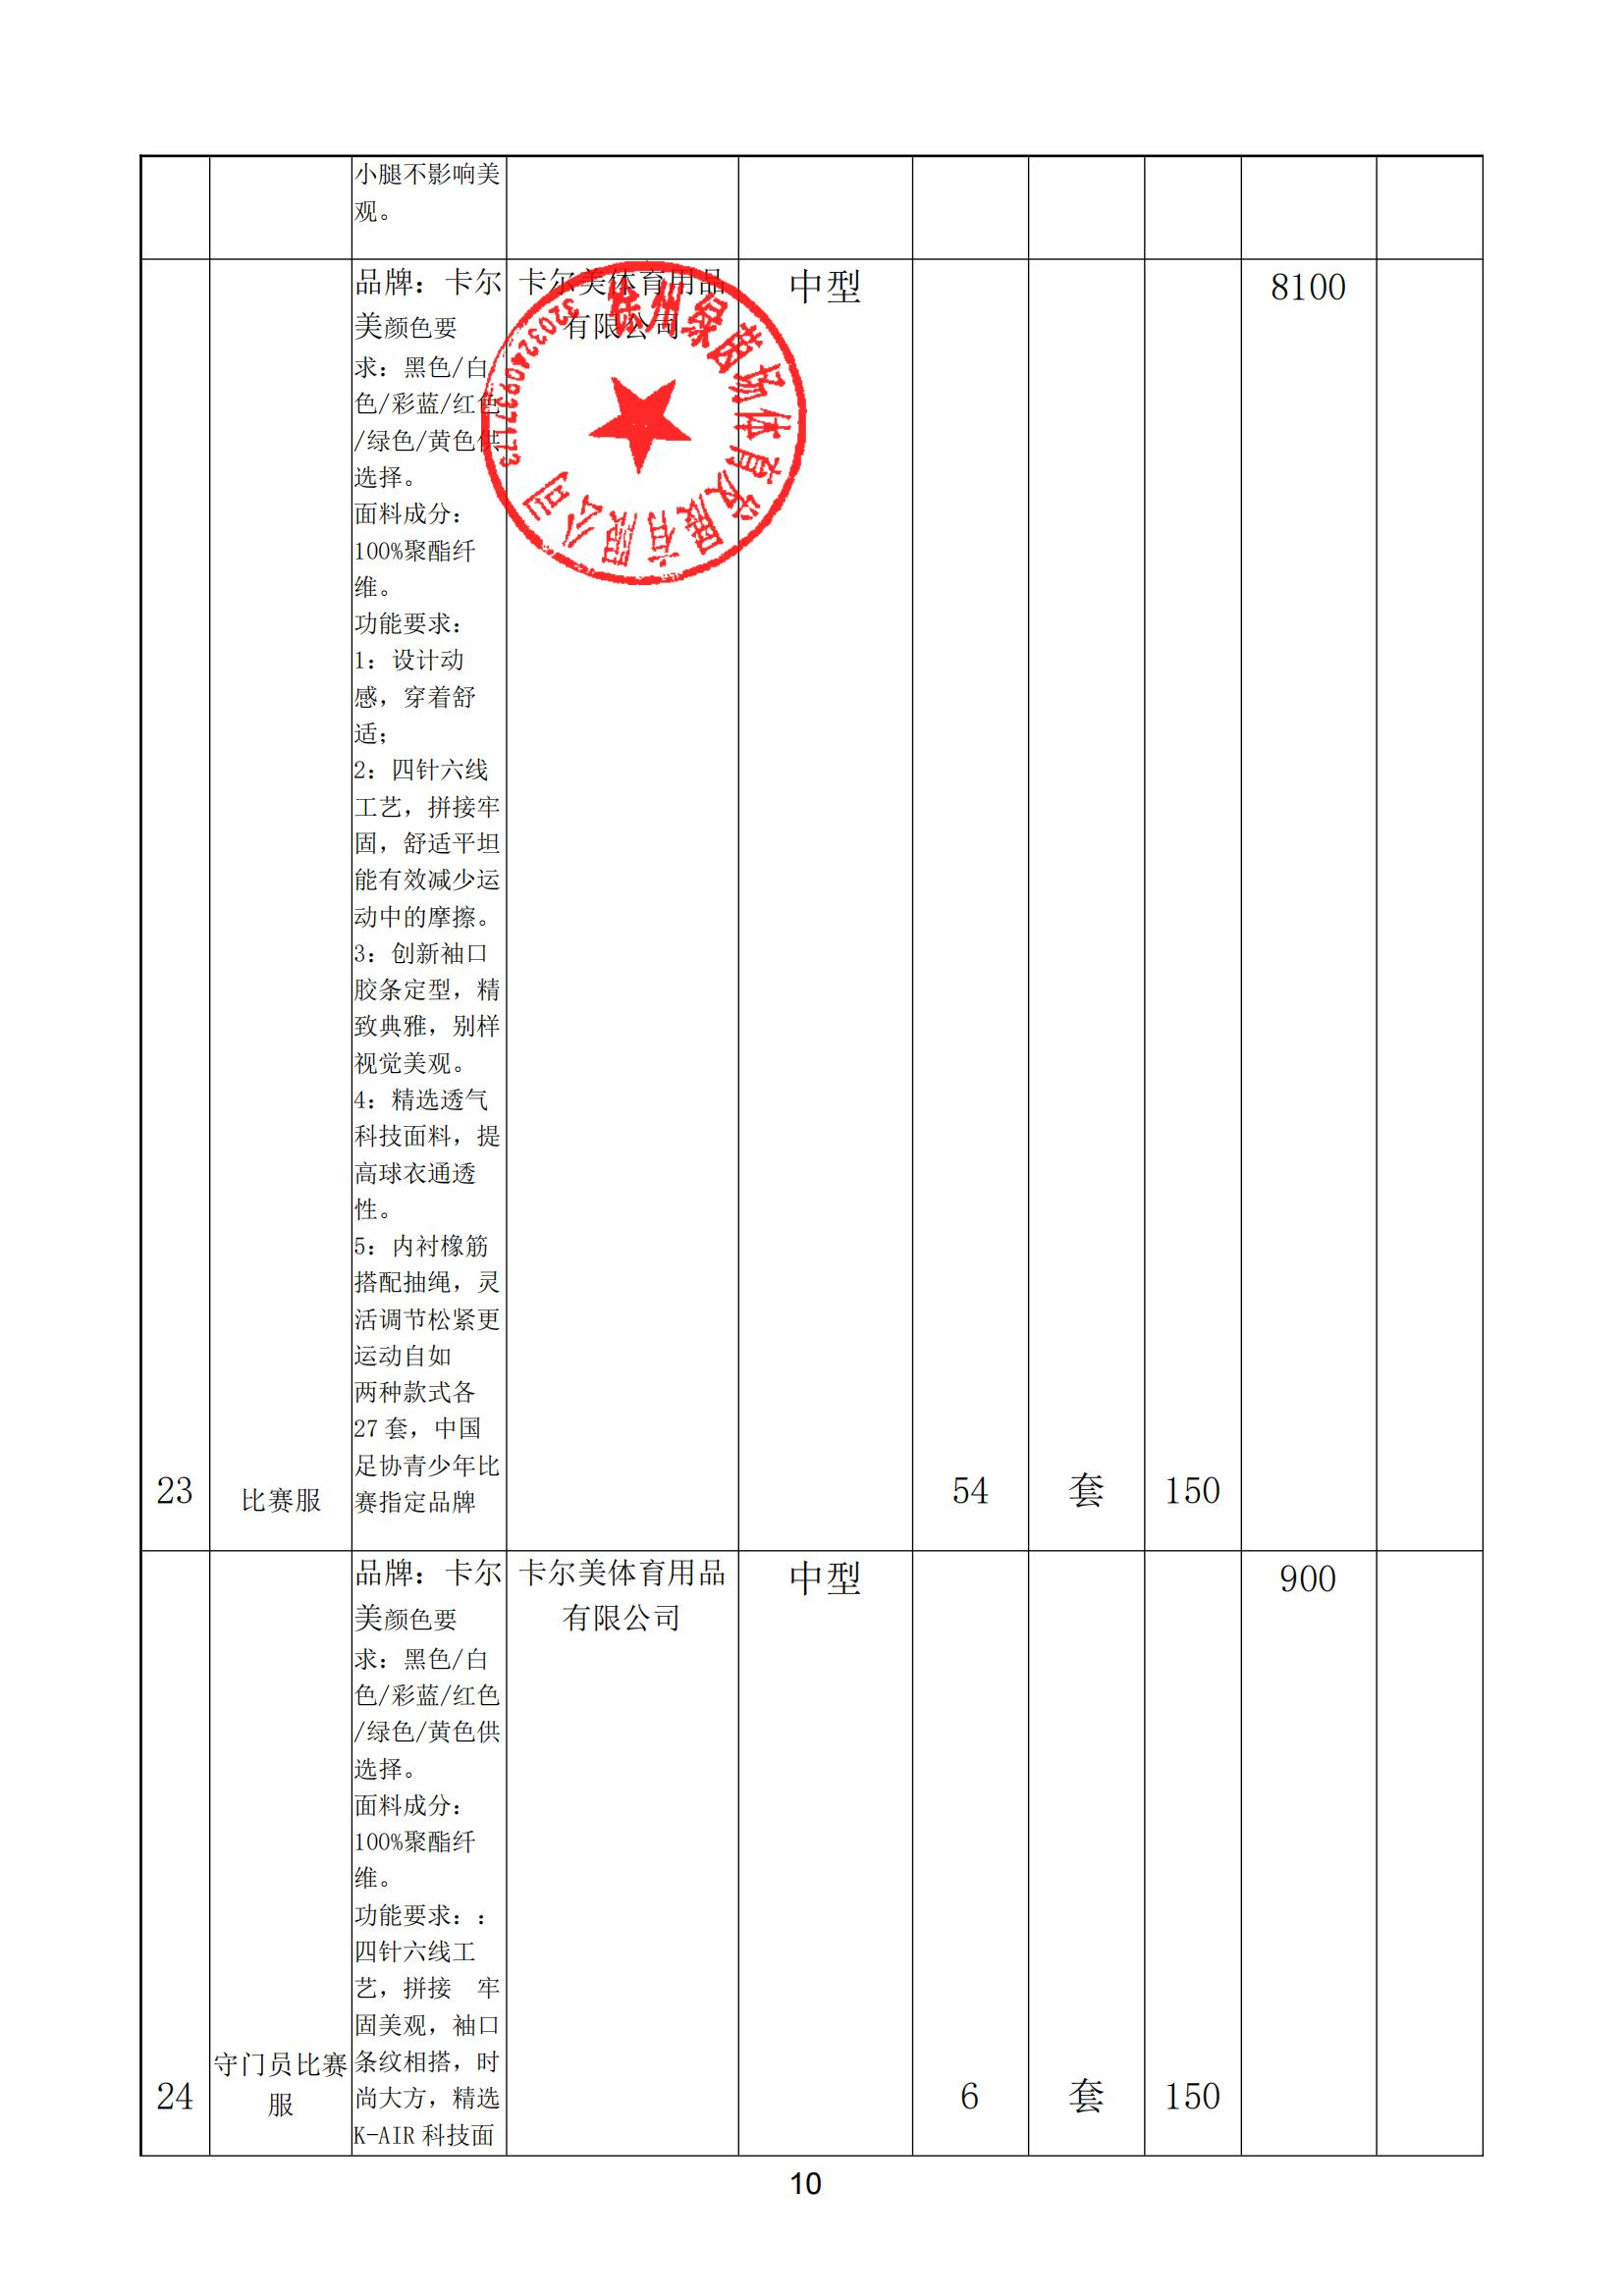 小腿不影响美
观。
品牌：卡尔
美颜色要
求：黑色/白
色/彩蓝/红色
/绿色/黄色供
选择。
面料成分：
100%聚酯纤
维。
功能要求：
1：设计动
感，穿着舒
适；
2：四针六线
工艺，拼接牢
固，舒适平坦
能有效减少运
动中的摩擦。
3：创新袖口
胶条定型，精
致典雅，别样
视觉美观。
4：精选透气
科技面料，提
高球衣通透
性。
5：内衬橡筋
搭配抽绳，灵
活调节松紧更
运动自如
两种款式各
27套，中国
足协青少年比
赛指定品牌
23
比赛服
卡尔美体育用品
有限公司
中型
54
套
150
8100
3203240937173
品牌：卡尔
美颜色要
求：黑色/白
色/彩蓝/红色
/绿色/黄色供
选择。
面料成分：
100%聚酯纤
维。
功能要求：：
四针六线工
艺，拼接　牢
固美观，袖口
条纹相搭，时
尚大方，精选
K-AIR科技面
24
守门员比赛
服
卡尔美体育用品
有限公司
中型
6
套
150
900
10